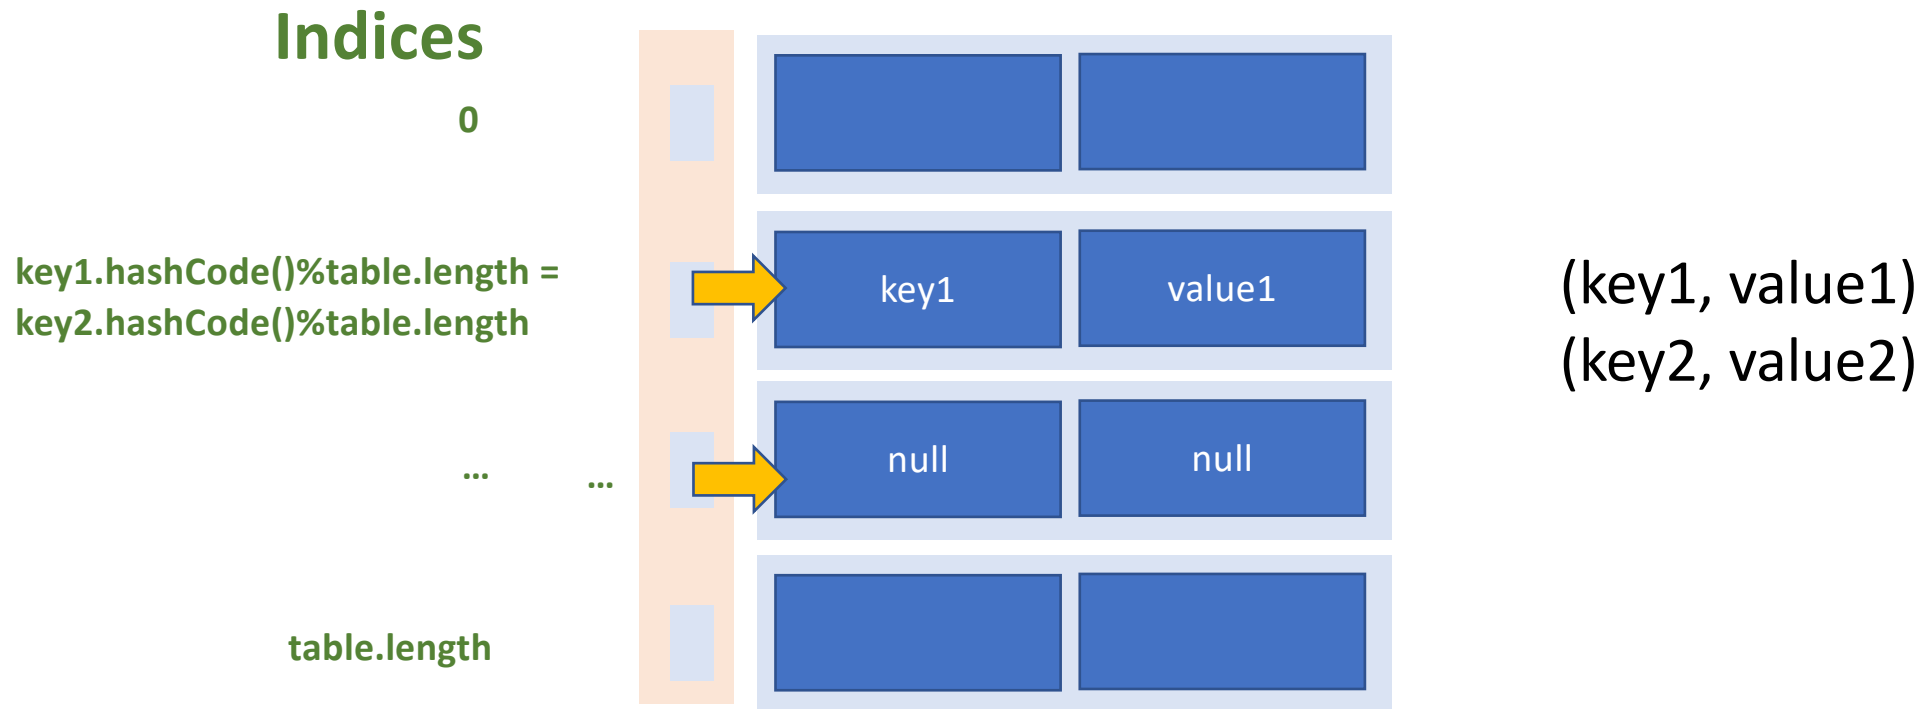 Indices
0
key1.hashCode()%table.length =
key2.hashCode()%table.length
key1 value1
(key1, value1)
(key2, value2)
... ...
null null
table.length